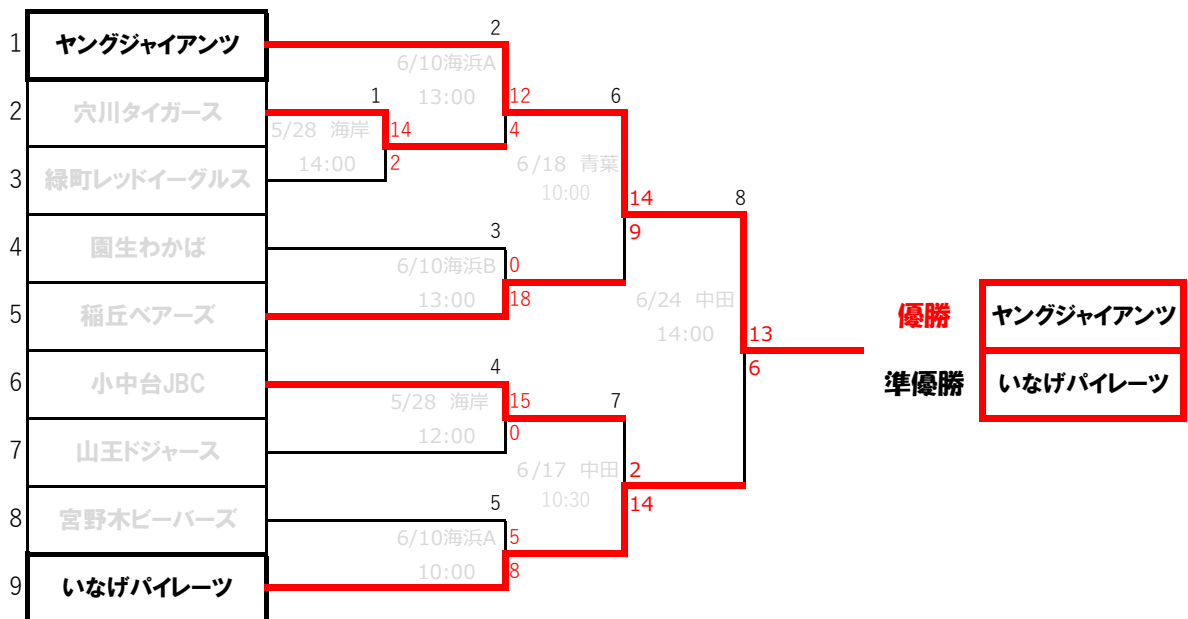 1 ヤングジャイアンツ
2 穴川タイガース
3 緑町レッドイーグルス
4 園生わかば
5 稲丘ベアーズ
6 小中台JBC
7 山王ドジャース
8 宮野木ビーバーズ
9 いなげパイレーツ
1
5/28 海岸
14:00
14
2
2
6/10海浜A
13:00
12
4
3
6/10海浜B
13:00
0
18
4
5/28 海岸
12:00
15
0
5
6/10海浜A
10:00
5
8
6
6/18 青葉
10:00
14
9
7
6/17 中田
10:30
2
14
8
6/24 中田
14:00
13
6
優勝 ヤングジャイアンツ
準優勝 いなげパイレーツ